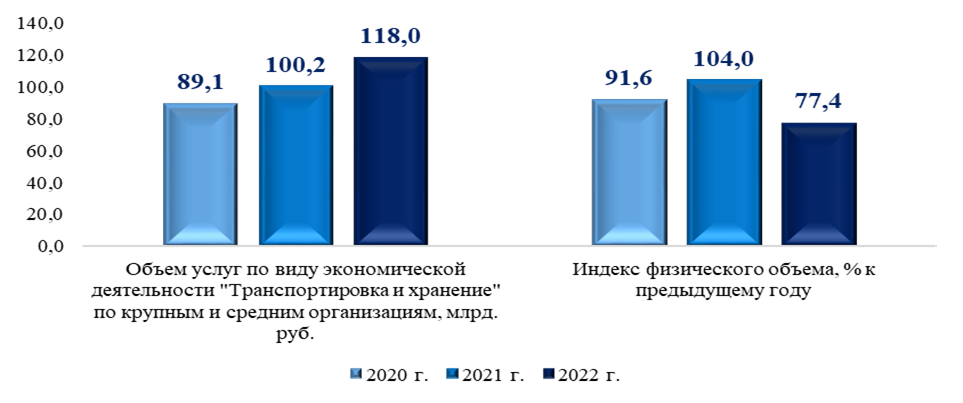 140,0
120,0
100,0
80,0
60,0
40,0
20,0
0,0
89,1
100,2
118,0
91,6
104,0
77,4
Объем услуг по виду экономической
деятельности "Транспортировка и хранение"
по крупным и средним организациям, млрд.
руб.
Индекс физического объема, % к
предыдущему году
2020 г. 2021 г. 2022 г.